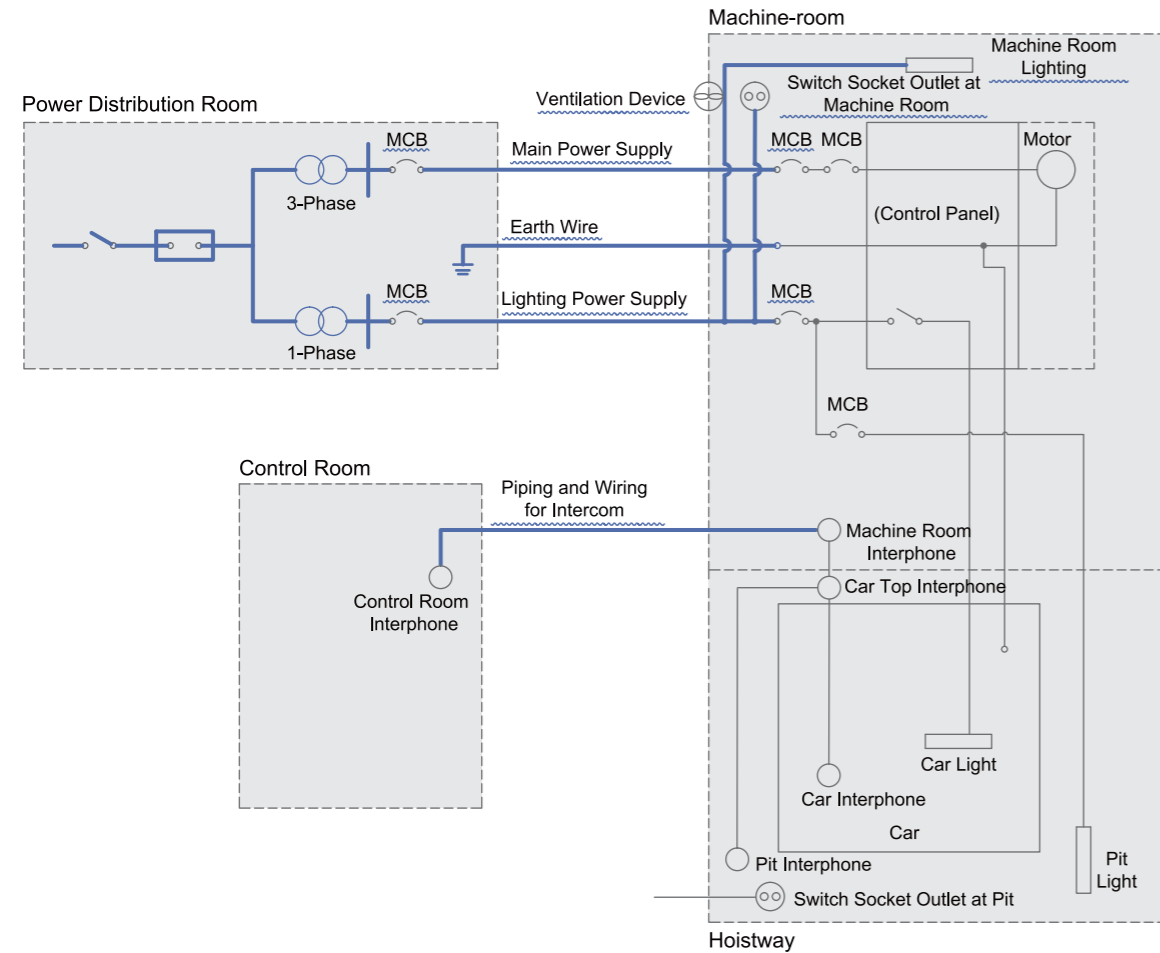 Machine-room
Machine Room
Lighting
Ventilation Device
Switch Socket Outlet at
Machine Room
Power Distribution Room
MCB
Main Power Supply
MCB
MCB
Motor
3-Phase
(Control Panel)
Earth Wire
MCB
Lighting Power Supply
MCB
1-Phase
MCB
Control Room
Piping and Wiring
for Intercom
Machine Room
Interphone
Control Room
Interphone
Car Top Interphone
Car Light
Car Interphone
Car
Pit Interphone
Pit
Light
Switch Socket Outlet at Pit
Hoistway